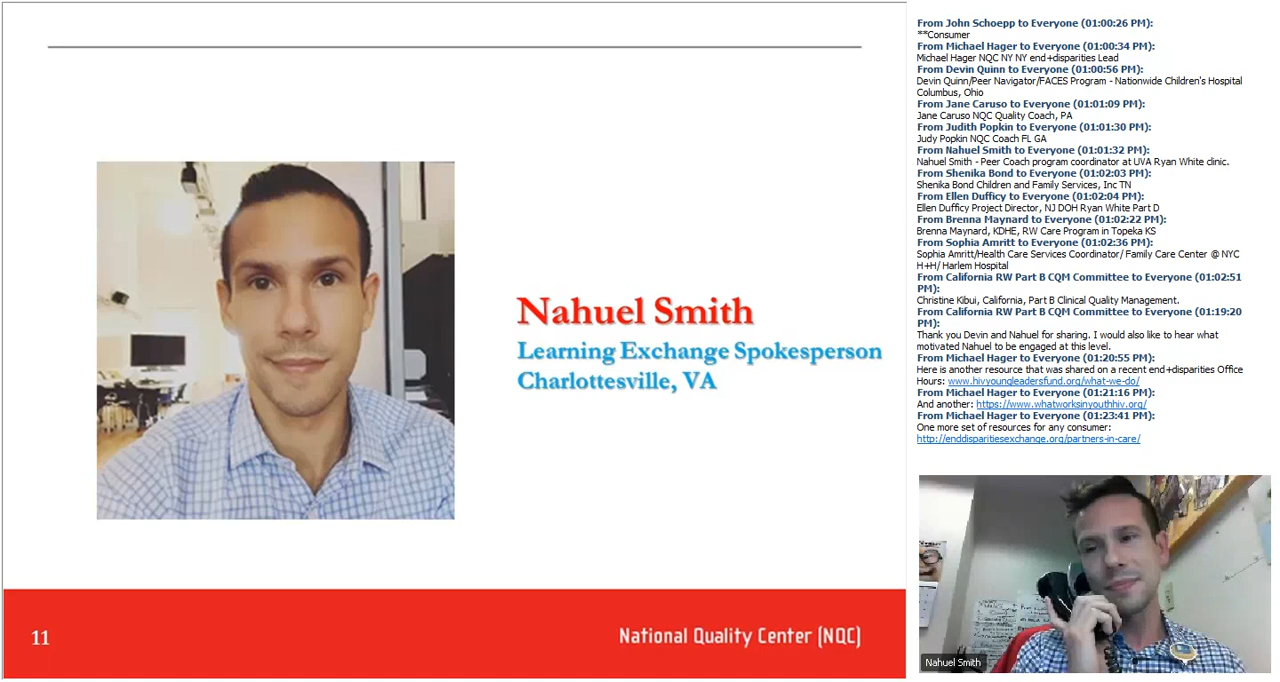 Nahuel Smith
Learning Exchange Spokesperson
Charlottesville, VA
11
National Quality Center (NQC)
From John Schoepp to Everyone (01:00:26 PM):
**Consumer
From Michael Hager to Everyone (01:00:34 PM):
Michael Hager NQC NY NY end+disparities Lead
From Devin Quinn to Everyone (01:00:56 PM):
Devin Quinn/Peer Navigator/FACES Program - Nationwide Children's Hospital
Columbus, Ohio
From Jane Caruso to Everyone (01:01:09 PM):
Jane Caruso NQC Quality Coach, PA
From Judith Popkin to Everyone (01:01:30 PM):
Judy Popkin NQC Coach FL GA
From Nahuel Smith to Everyone (01:01:32 PM):
Nahuel Smith - Peer Coach program coordinator at UVA Ryan White clinic.
From Shenika Bond to Everyone (01:02:03 PM):
Shenika Bond Children and Family Services, Inc TN
From Ellen Dufficy to Everyone (01:02:04 PM):
Ellen Dufficy Project Director, NJ DOH Ryan White Part D
From Brenna Maynard to Everyone (01:02:22 PM):
Brenna Maynard, KDHE, RW Care Program in Topeka KS
From Sophia Amritt to Everyone (01:02:36 PM):
Sophia Amritt/Health Care Services Coordinator/ Family Care Center @ NYC
H+H/ Harlem Hospital
From California RW Part B CQM Committee to Everyone (01:02:51
PM):
Christine Kibui, California, Part B Clinical Quality Management.
From California RW Part B CQM Committee to Everyone (01:19:20
PM):
Thank you Devin and Nahuel for sharing. I would also like to hear what
motivated Nahuel to be engaged at this level.
From Michael Hager to Everyone (01:20:55 PM):
Here is another resource that was shared on a recent end+disparities Office
Hours: www.hivyoungleadersfund.org/what-we-do/
From Michael Hager to Everyone (01:21:16 PM):
And another: https://www.whatworksinyouthhiv.org/
From Michael Hager to Everyone (01:23:41 PM):
One more set of resources for any consumer:
http://enddisparitiesexchange.org/partners-in-care/
Nahuel Smith